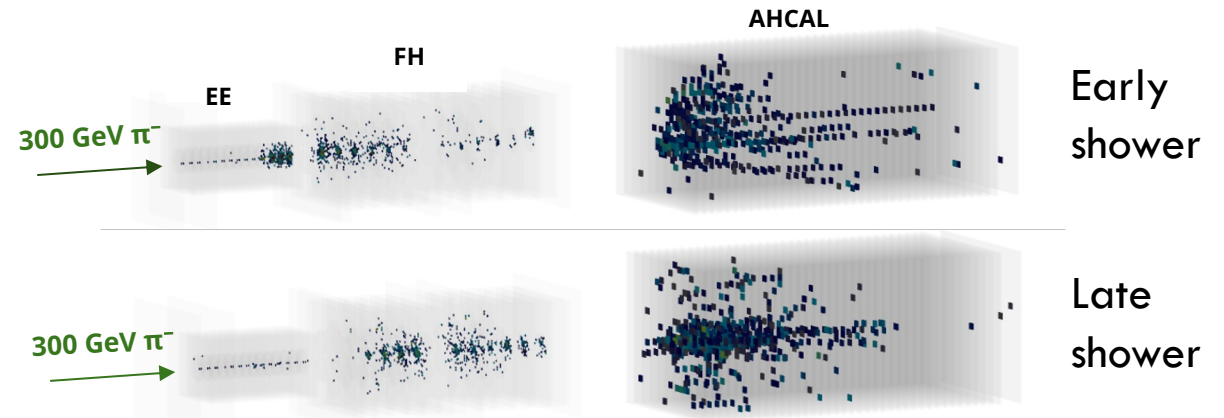 AHCAL
FH
EE
300 GeV π⁻
Early
shower
300 GeV π⁻
Late
shower